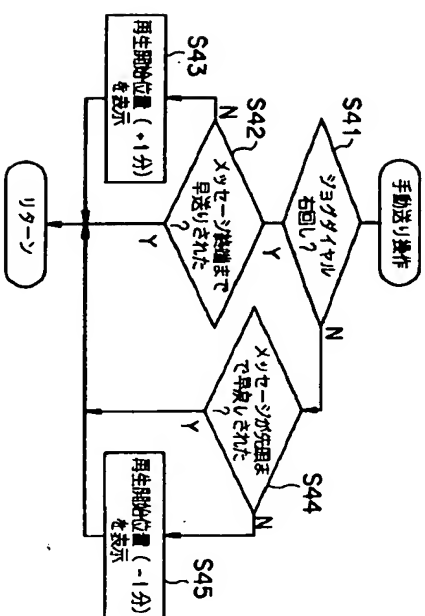 手動送り操作
S41
ジョグダイヤル
右回し?
N
Y
S42
メッセージ終端まで
早送りされた
?
N
Y
S43
再生開始位置(+1分)
を表示
メッセージが先頭ま
で早戻しされた
?
S44
N
Y
再生開始位置(-1分)
を表示
S45
リターン